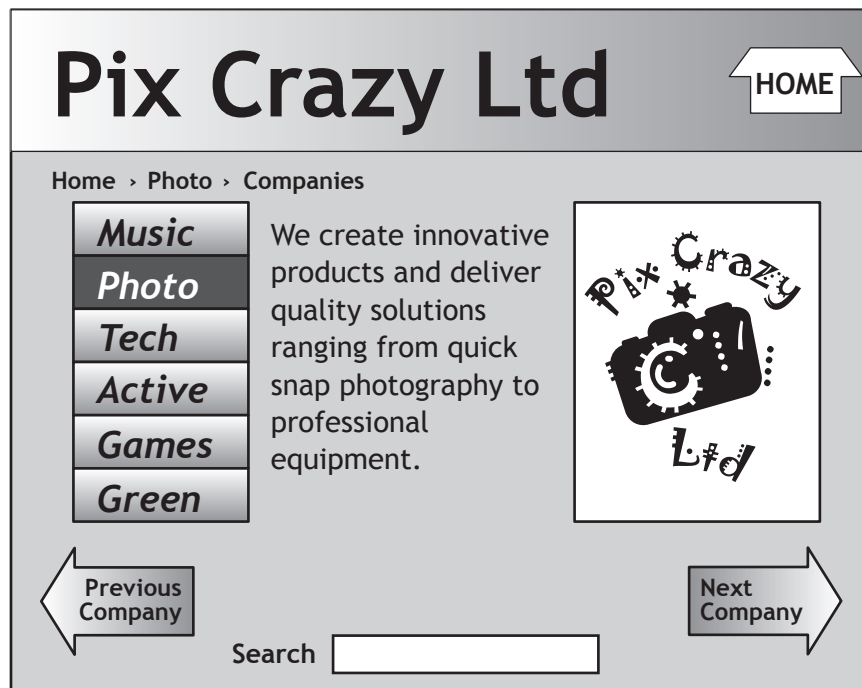 Pix Crazy Ltd
HOME
Home › Photo › Companies
Music
Photo
Tech
Active
Games
Green
We create innovative
products and deliver
quality solutions
ranging from quick
snap photography to
professional
equipment.
Pix Crazy
Ltd
Previous
Company
Next
Company
Search